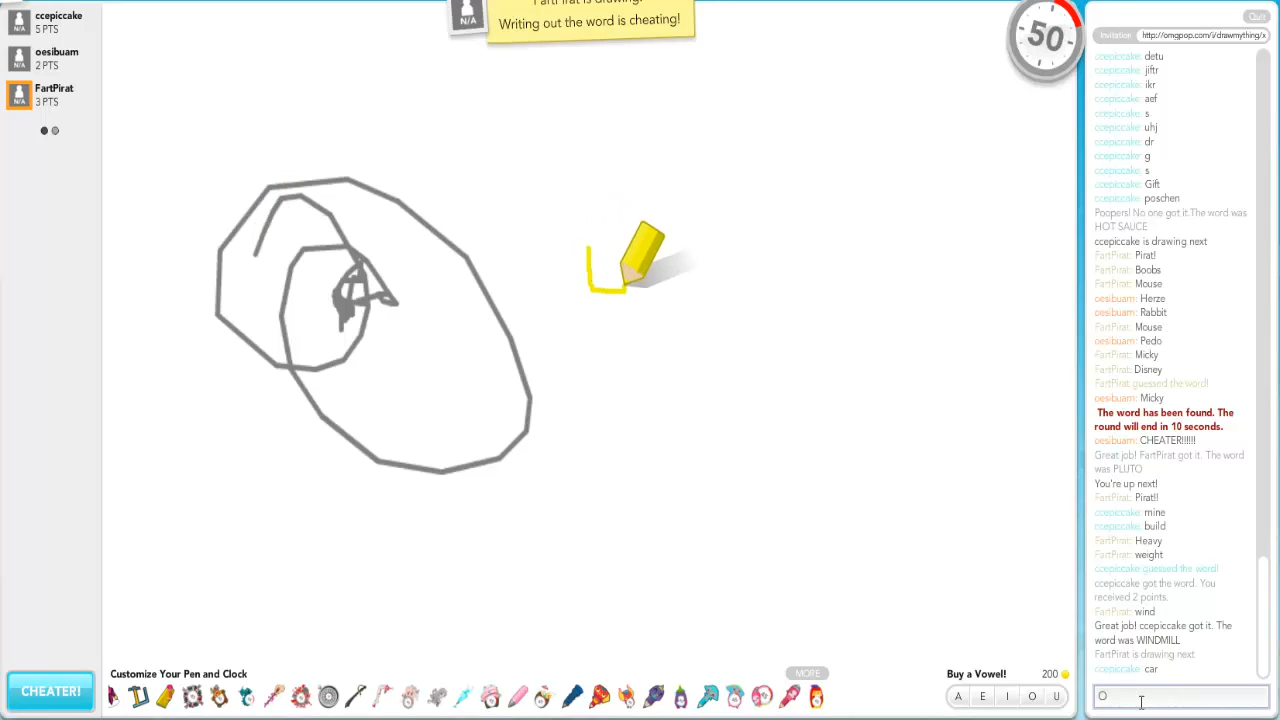 ccepiccake
5 PTS
oesibuam
2 PTS
FartPirat
3 PTS
N/A
N/A
N/A
N/A
FartPirat is drawing.
Writing out the word is cheating!
50
Quit
Invitation http://omgpop.com/i/drawmything/x
ccepiccake: detu
ccepiccake: jiftr
ccepiccake: ikr
ccepiccake: aef
ccepiccake: s
ccepiccake: uhj
ccepiccake: dr
ccepiccake: g
ccepiccake: s
ccepiccake: Gift
ccepiccake: poschen
Poopers! No one got it.The word was
HOT SAUCE
ccepiccake is drawing next
FartPirat: Pirat!
FartPirat: Boobs
FartPirat: Mouse
oesibuam: Herze
oesibuam: Rabbit
FartPirat: Mouse
oesibuam: Pedo
FartPirat: Micky
FartPirat: Disney
FartPirat guessed the word!
oesibuam: Micky
The word has been found. The
round will end in 10 seconds.
oesibuam: CHEATER!!!!!!
Great job! FartPirat got it. The word
was PLUTO
You're up next!
FartPirat: Pirat!!
ccepiccake: mine
ccepiccake: build
FartPirat: Heavy
FartPirat: weight
ccepiccake guessed the word!
ccepiccake got the word. You
received 2 points.
FartPirat: wind
Great job! ccepiccake got it. The
word was WINDMILL
FartPirat is drawing next
ccepiccake: car
O
CHEATER!
Customize Your Pen and Clock
MORE
Buy a Vowel! 200
A E I O U